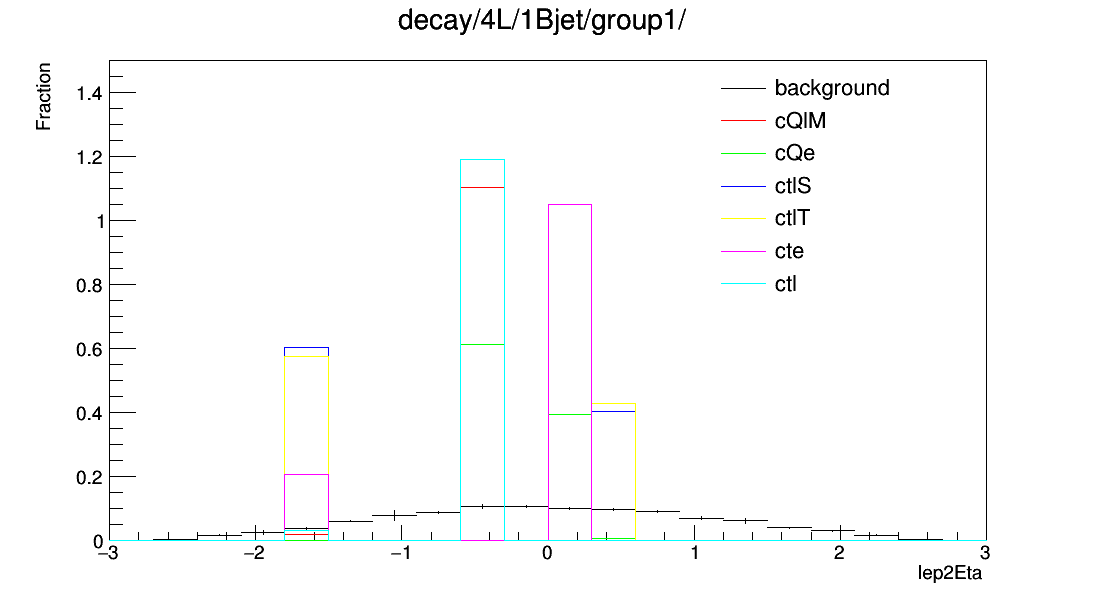 decay/4L/1Bjet/group1/
Fraction
1.4
1.2
1
0.8
0.6
0.4
0.2
0
background
cQlM
cQe
ctlS
ctlT
cte
ctl
−3
−2
−1
0
1
2
3
lep2Eta